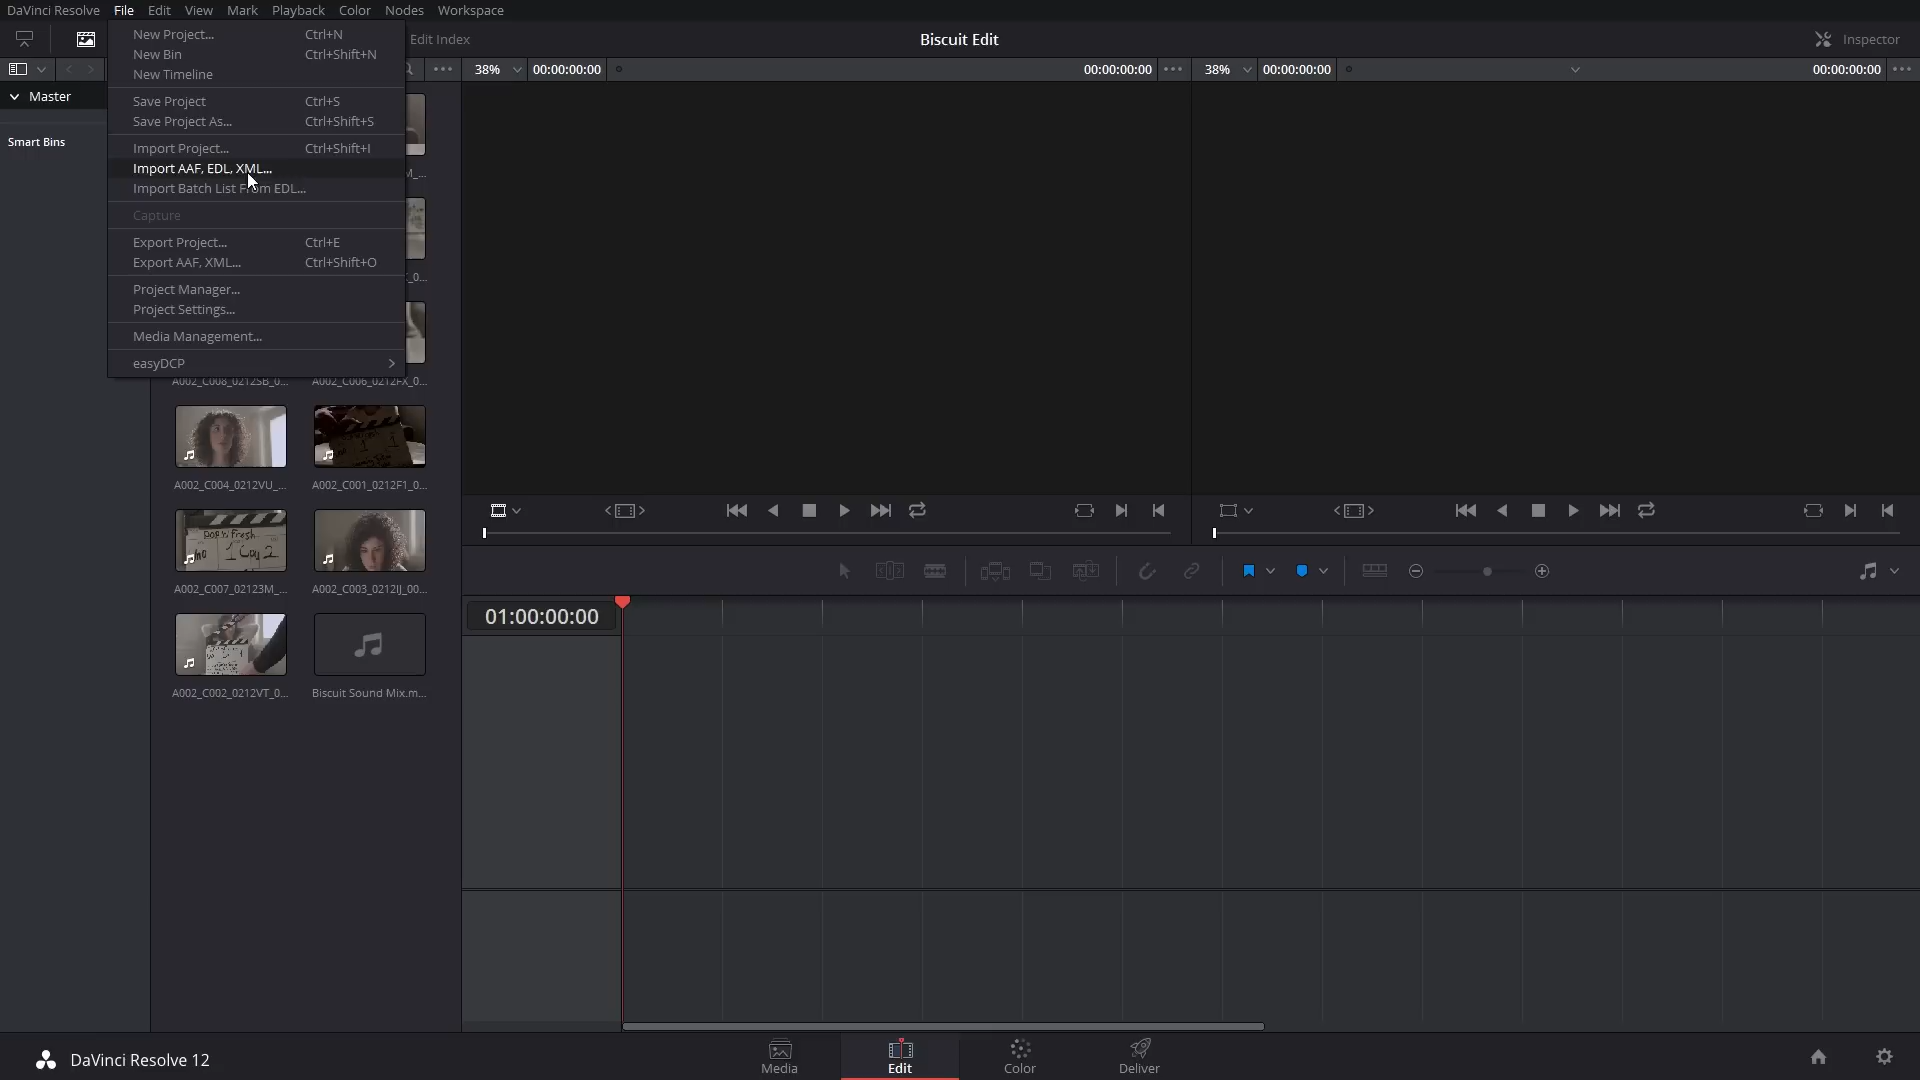 DaVinci Resolve File Edit View Mark Playback Color Nodes Workspace
Edit Index Biscuit Edit Inspector
New Project... Ctrl+N
New Bin Ctrl+Shift+N
New Timeline
38% 00:00:00:00 00:00:00:00 38% 00:00:00:00 00:00:00:00
Master
Smart Bins
Save Project Ctrl+S
Save Project As... Ctrl+Shift+S
Import Project... Ctrl+Shift+I
Import AAF, EDL, XML...
Import Batch List From EDL...
Capture
Export Project... Ctrl+E
Export AAF, XML... Ctrl+Shift+O
Project Manager...
Project Settings...
Media Management...
easyDCP
A002_C008_0212SB_0... A002_C006_0212FX_0...
A002_C004_0212VU_... A002_C001_0212F1_0...
Pop n Fresh
A002_C007_02123M_... A002_C003_0212IJ_00...
A002_C002_0212VT_0... Biscuit Sound Mix.m...
01:00:00:00
DaVinci Resolve 12 Media Edit Color Deliver